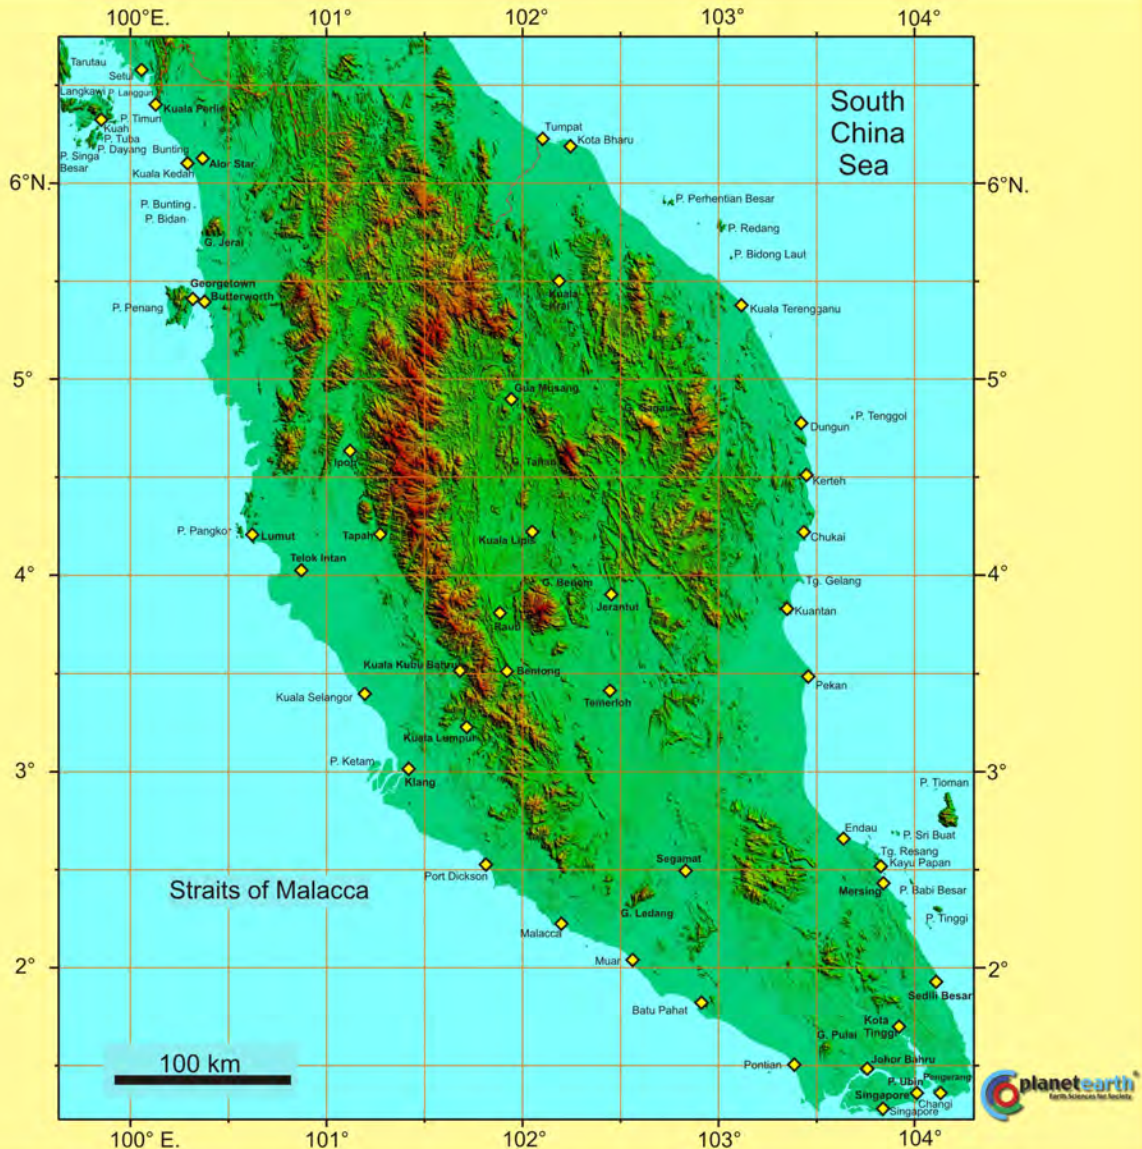 100° E.
101°
102°
103°
104°
Tarutau
Setul
Langkawi
P. Langgun
Kuala Perlis
P. Timun
Kuah
P. Tuba
P. Dayang Bunting
P. Singa
Besar
Alor Star
Kuala Kedah
Tumpat
Kota Bharu
South
China
Sea
6°N.
6°N.
P. Bunting
P. Bidan
G. Jerai
P. Perhentian Besar
P. Redang
P. Bidong Laut
Georgetown
Butterworth
P. Penang
Kuala
Krai
Kuala Terengganu
5°
5°
Gua Musang
G. Gagau
P. Tenggol
Dungun
Ipoh
G. Tahan
Kerteh
P. Pangkor
Lumut
Tapah
Kuala Lipis
Chukai
Telok Intan
4°
4°
G. Benom
Tg. Gelang
Jerantut
Kuantan
Raub
Kuala Kubu Bahru
Bentong
Kuala Selangor
Temerloh
Pekan
Kuala Lumpur
P. Ketam
Klang
3°
3°
P. Tioman
Endau
P. Sri Buat
Tg. Resang
Kayu Papan
Segamat
Mersing
P. Babi Besar
Port Dickson
Straits of Malacca
G. Ledang
P. Tinggi
Malacca
Muar
2°
2°
Sedili Besar
Batu Pahat
Kota
Tinggi
G. Pulai
Pontian
Johor Bahru
P. Ubin
Pengerang
Singapore
Changi
Singapore
100 km
planetearth
Earth Sciences for Society
100° E.
101°
102°
103°
104°